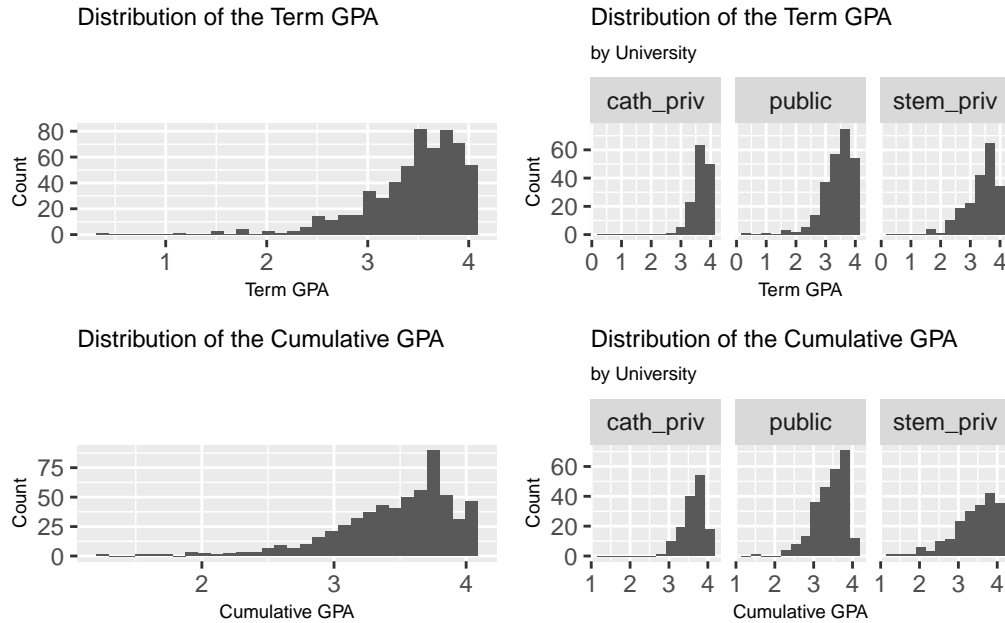 Distribution of the Term GPA
80
60
40
20
0
Count
1 2 3 4
Term GPA
Distribution of the Term GPA
by University
cath_priv public stem_priv
60
40
20
0
Count
0 1 2 3 4 0 1 2 3 4 0 1 2 3 4
Term GPA
Distribution of the Cumulative GPA
75
50
25
0
Count
2 3 4
Cumulative GPA
Distribution of the Cumulative GPA
by University
cath_priv public stem_priv
60
40
20
0
Count
1 2 3 4 1 2 3 4 1 2 3 4
Cumulative GPA